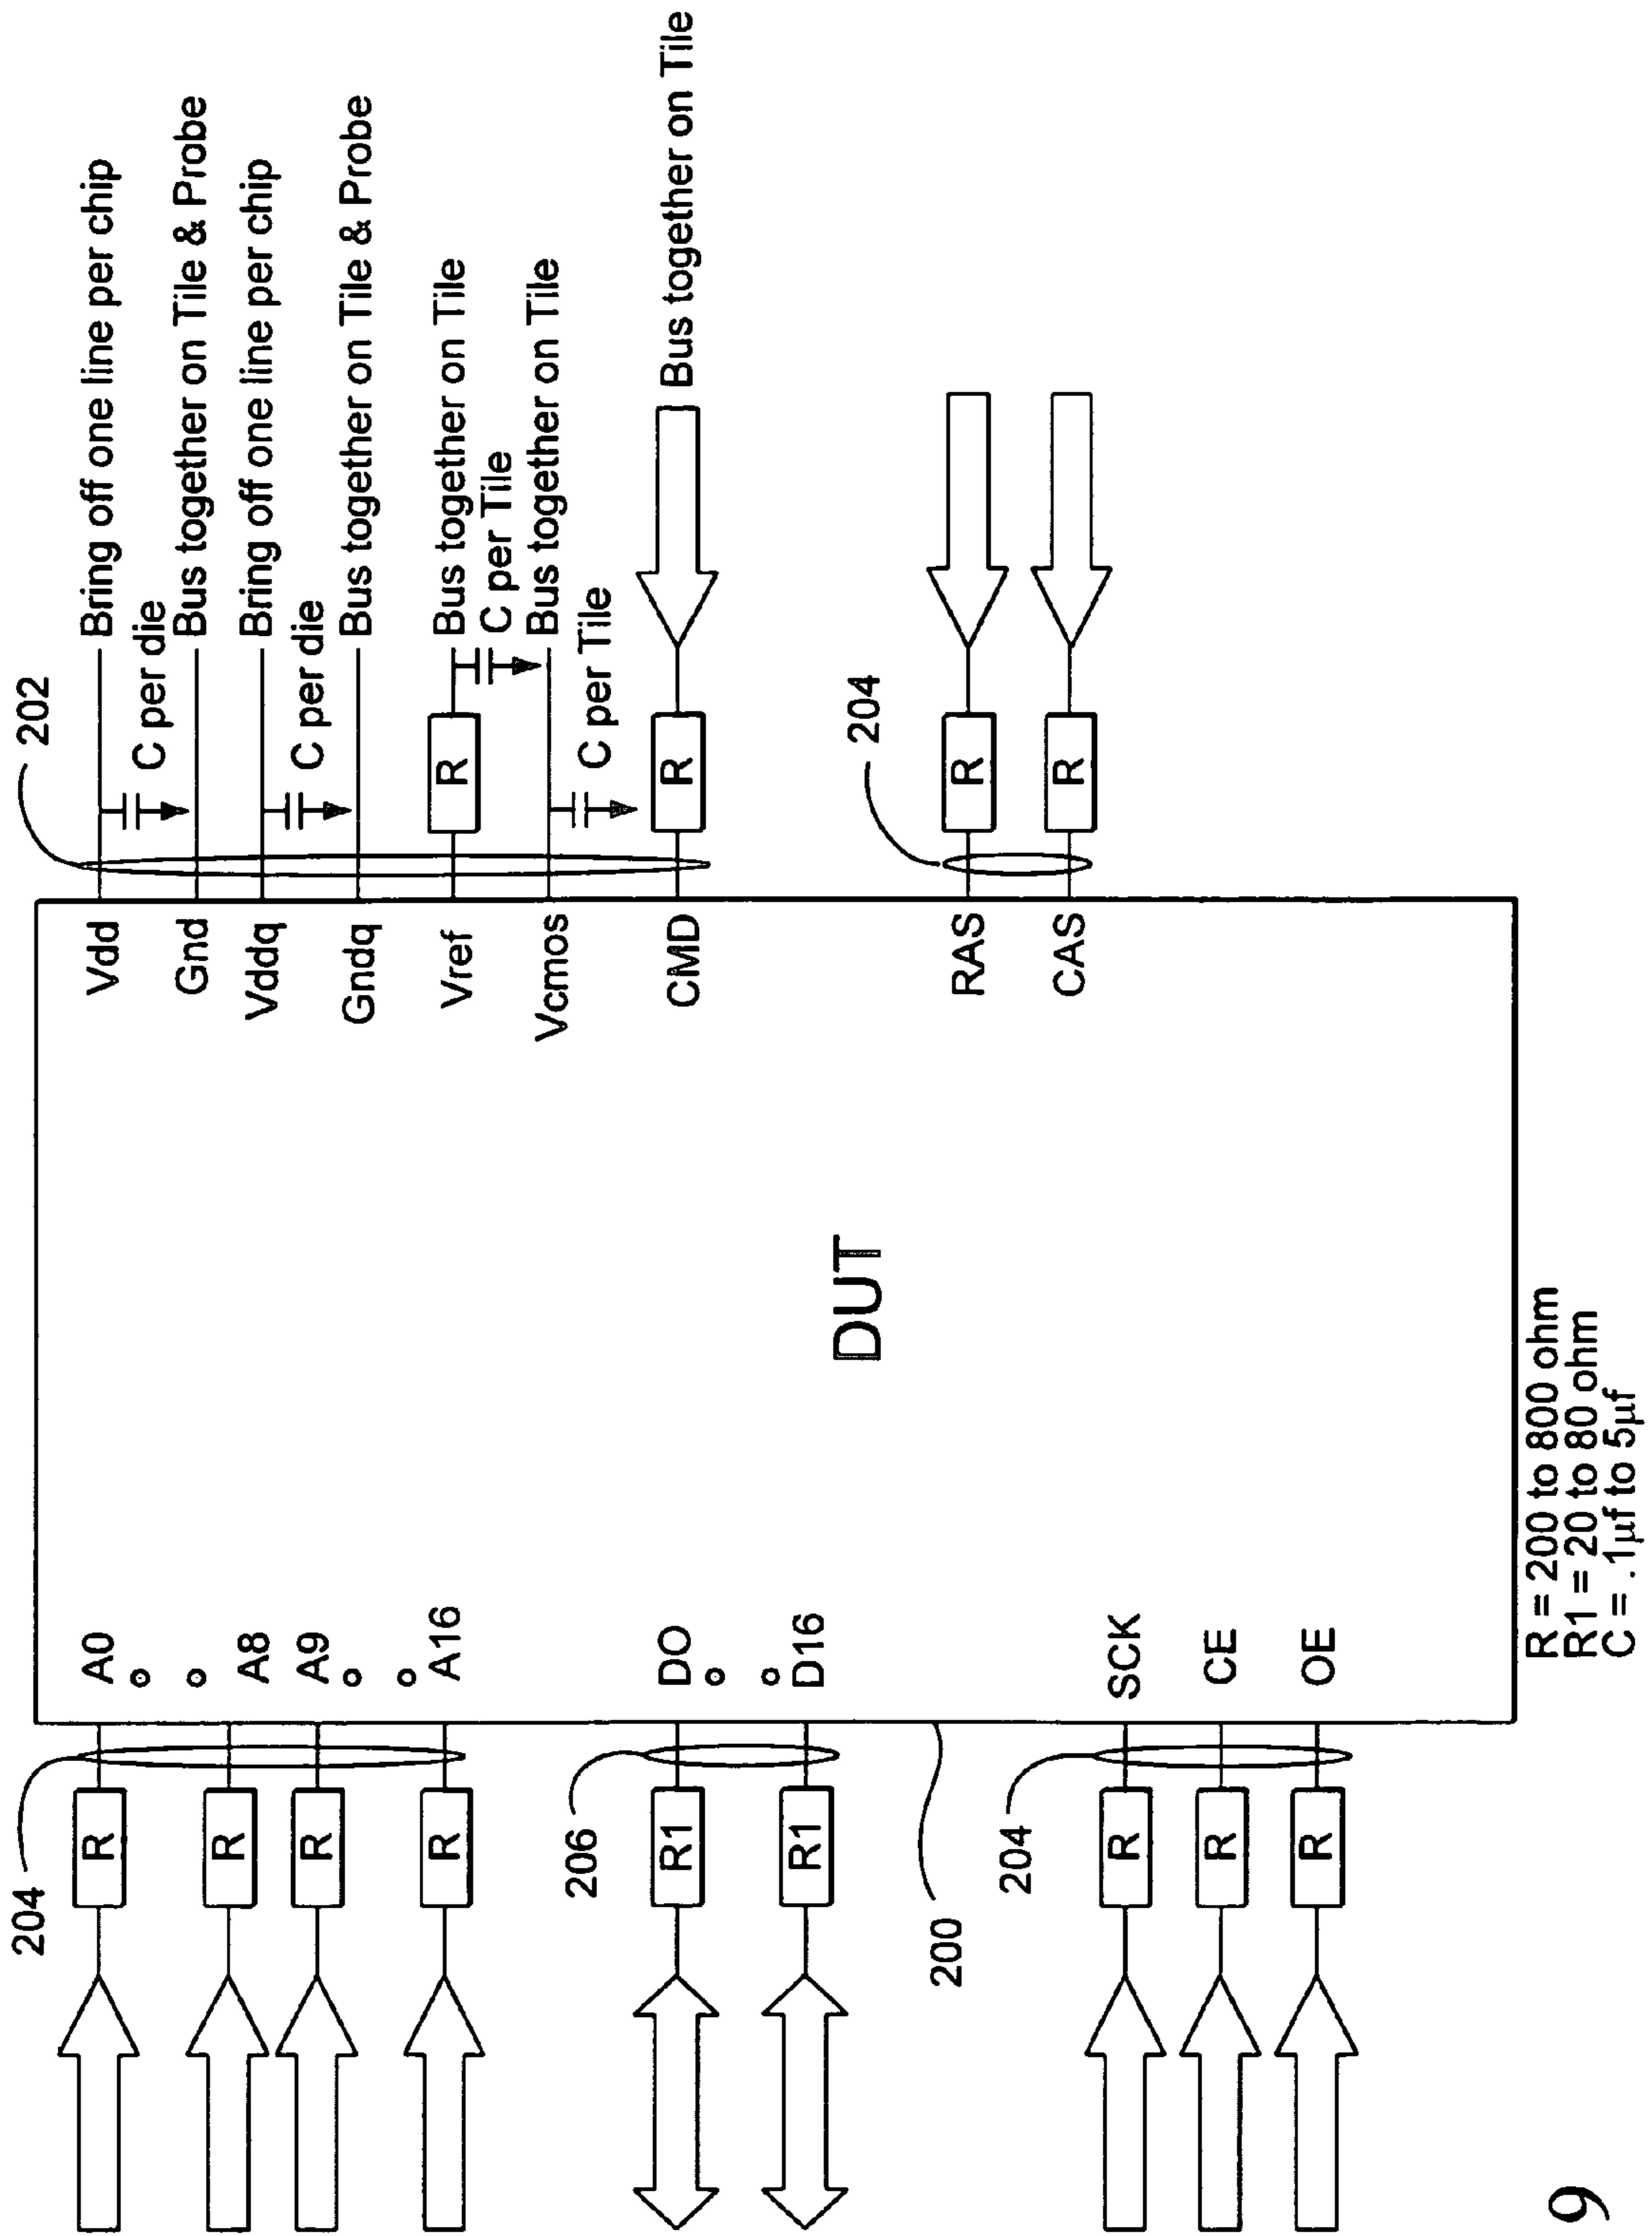 204
A0
R
A8
R
A9
R
A16
R
206
DO
R1
D16
R1
200
204
SCK
R
CE
R
OE
R
DUT
202
Vdd
Bring off one line per chip
C per die
Gnd
Bus together on Tile & Probe
Vddq
Bring off one line per chip
C per die
Gndq
Bus together on Tile & Probe
Vref
R
Bus together on Tile
C per Tile
Vcmos
Bus together on Tile
C per Tile
CMD
R
Bus together on Tile
204
RAS
R
CAS
R
R = 200 to 800 ohm
R1 = 20 to 80 ohm
C = .1µf to 5µf
9